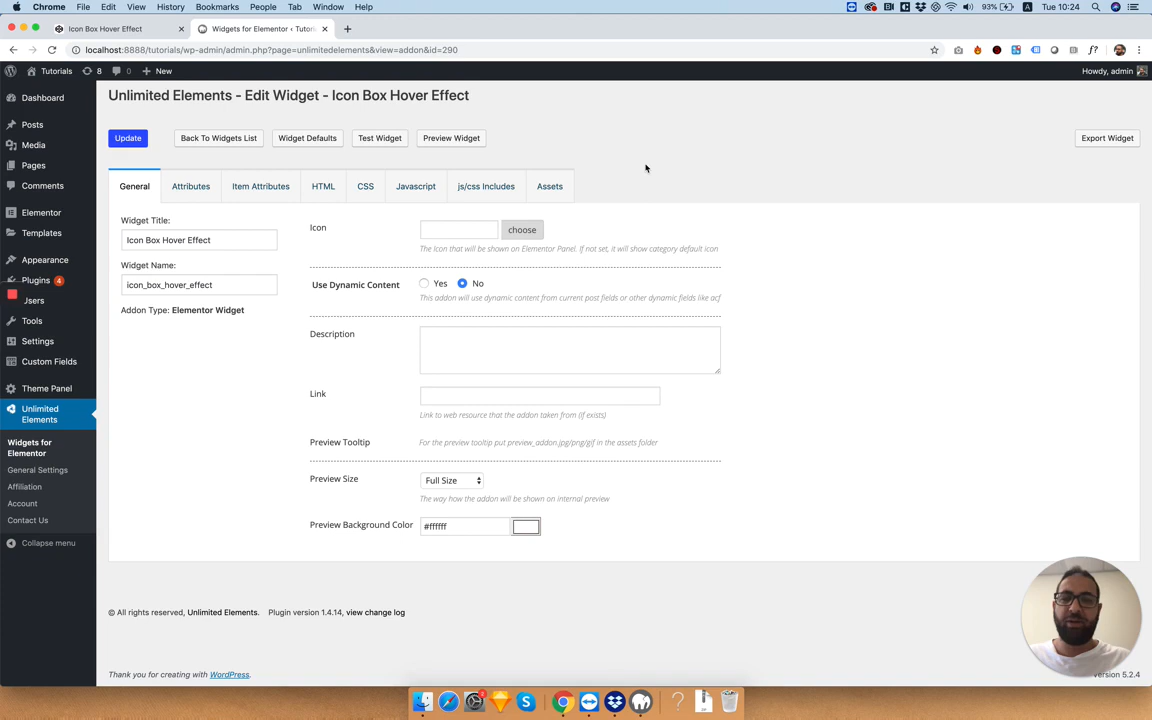 Chrome File Edit View History Bookmarks People Tab Window Help 93% Tue 10:24
Icon Box Hover Effect Widgets for Elementor ‹ Tutori
localhost:8888/tutorials/wp-admin/admin.php?page=unlimitedelements&view=addon&id=290
Tutorials 8 0 New Howdy, admin
Dashboard
Posts
Media
Pages
Comments
Elementor
Templates
Appearance
Plugins 4
Jsers
Tools
Settings
Custom Fields
Theme Panel
Unlimited
Elements
Widgets for
Elementor
General Settings
Affiliation
Account
Contact Us
Collapse menu
Unlimited Elements - Edit Widget - Icon Box Hover Effect
Update Back To Widgets List Widget Defaults Test Widget Preview Widget Export Widget
General Attributes Item Attributes HTML CSS Javascript js/css Includes Assets
Widget Title:
Icon Box Hover Effect
Widget Name:
icon_box_hover_effect
Addon Type: Elementor Widget
Icon choose
The Icon that will be shown on Elementor Panel. If not set, it will show category default icon
Use Dynamic Content Yes No
This addon will use dynamic content from current post fields or other dynamic fields like acf
Description
Link
Link to web resource that the addon taken from (if exists)
Preview Tooltip For the preview tooltip put preview_addon.jpg/png/gif in the assets folder
Preview Size Full Size
The way how the addon will be shown on internal preview
Preview Background Color #ffffff
© All rights reserved, Unlimited Elements. Plugin version 1.4.14, view change log
Thank you for creating with WordPress. Version 5.2.4